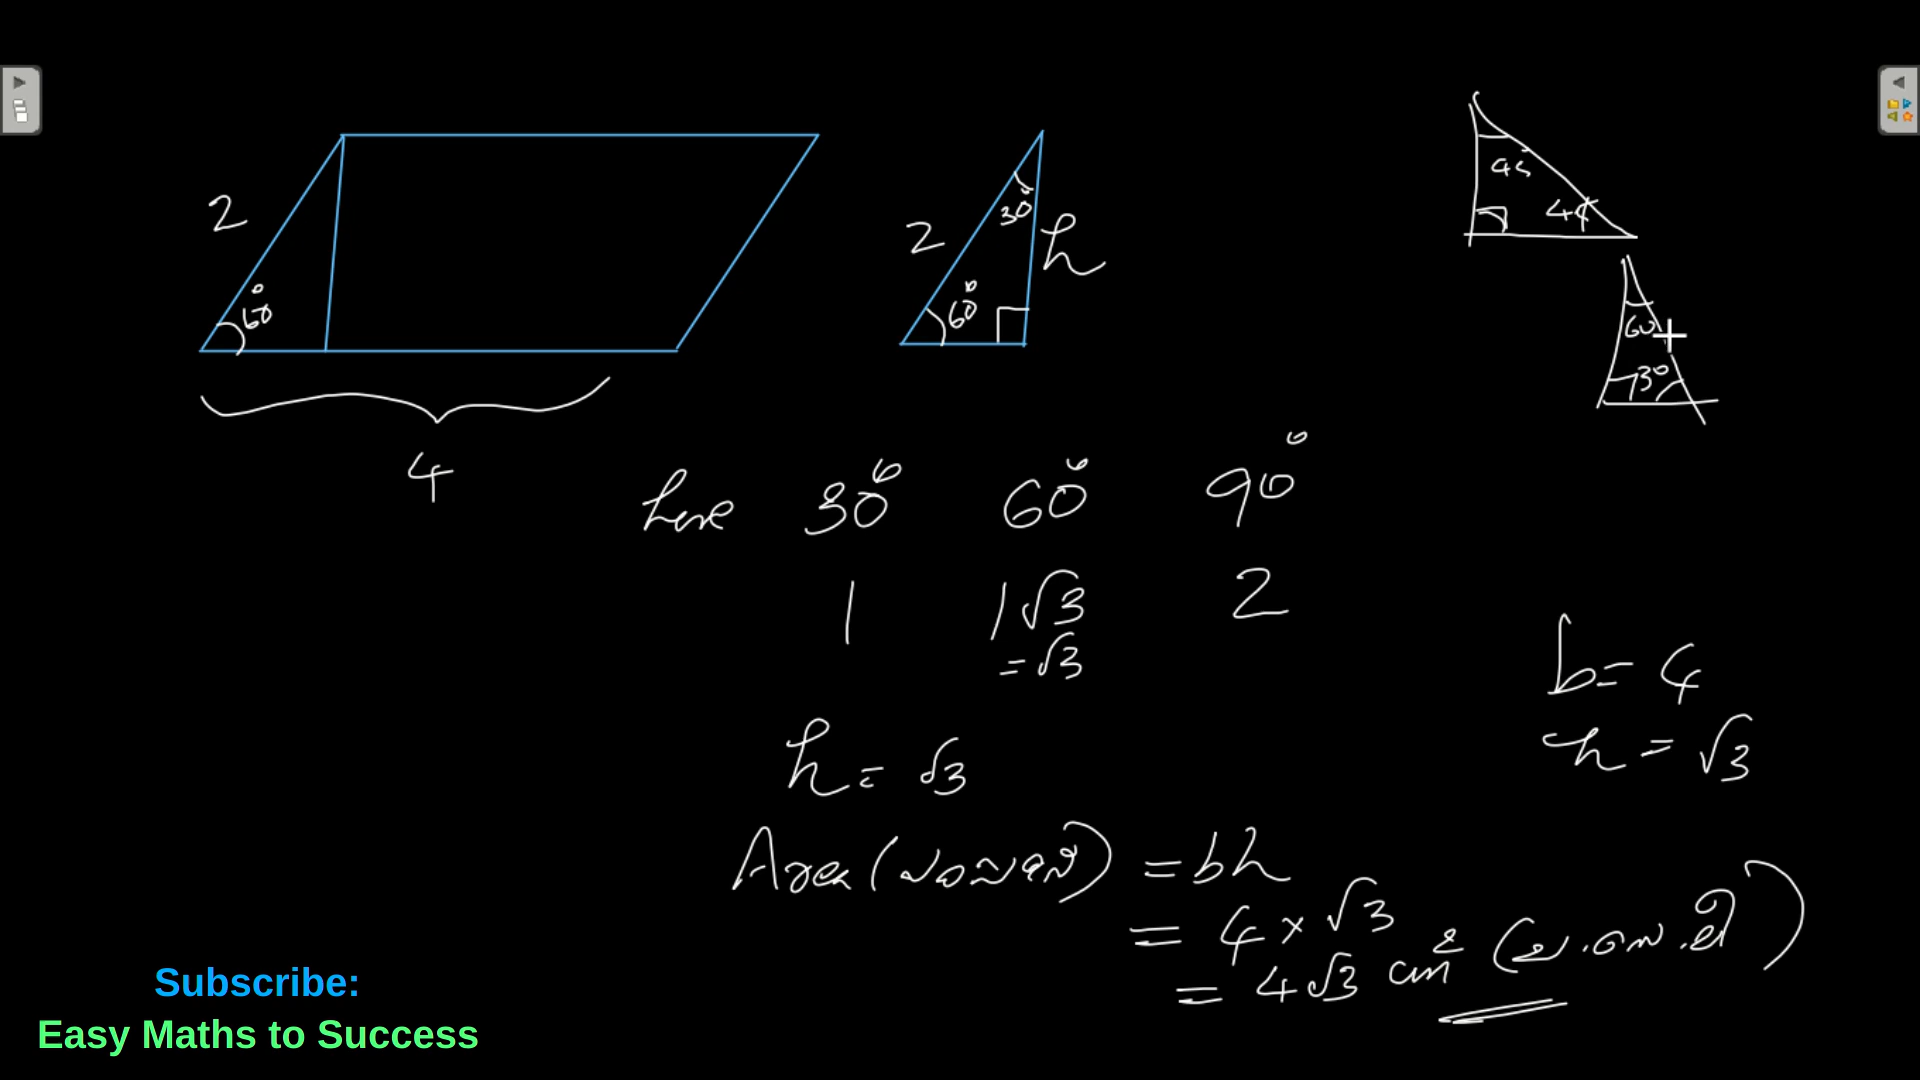 2
60°
4
2
30°
60°
h
45
45
60
30
here 30° 60° 90°
1 1√3 2
= √3
h = √3
b = 4
h = √3
Area ( ) = bh
= 4 × √3
= 4√3 cm²
Subscribe:
Easy Maths to Success